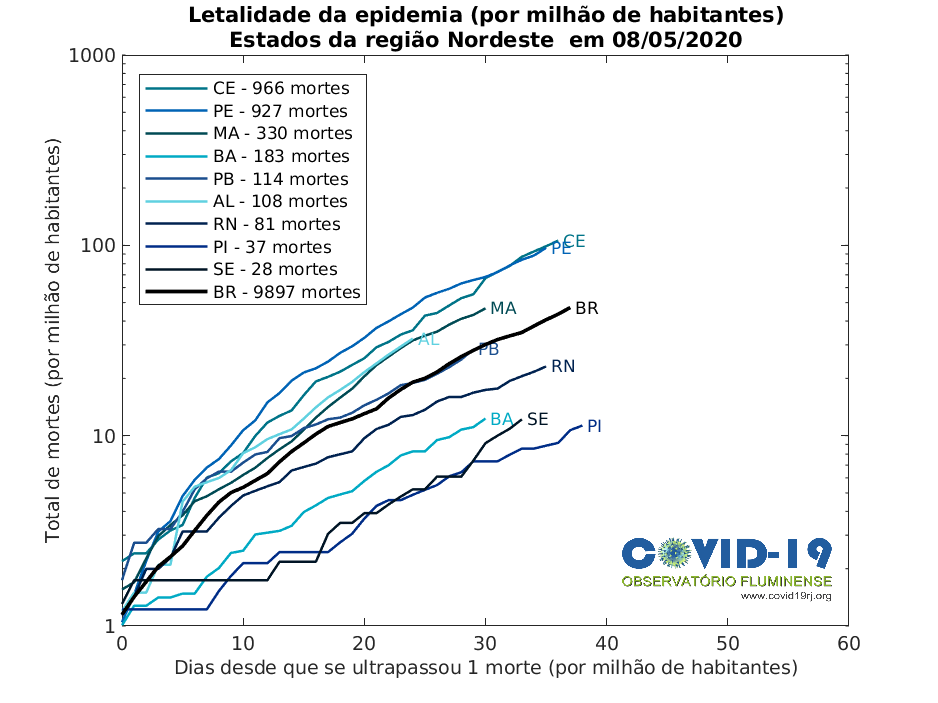 Letalidade da epidemia (por milhão de habitantes)
Estados da região Nordeste em 08/05/2020
Total de mortes (por milhão de habitantes)
1000
100
10
1
CE - 966 mortes
PE - 927 mortes
MA - 330 mortes
BA - 183 mortes
PB - 114 mortes
AL - 108 mortes
RN - 81 mortes
PI - 37 mortes
SE - 28 mortes
BR - 9897 mortes
CE
PE
MA
BR
AL
PB
RN
BA
SE
PI
COVID-19
OBSERVATÓRIO FLUMINENSE
www.covid19rj.org
0 10 20 30 40 50 60
Dias desde que se ultrapassou 1 morte (por milhão de habitantes)